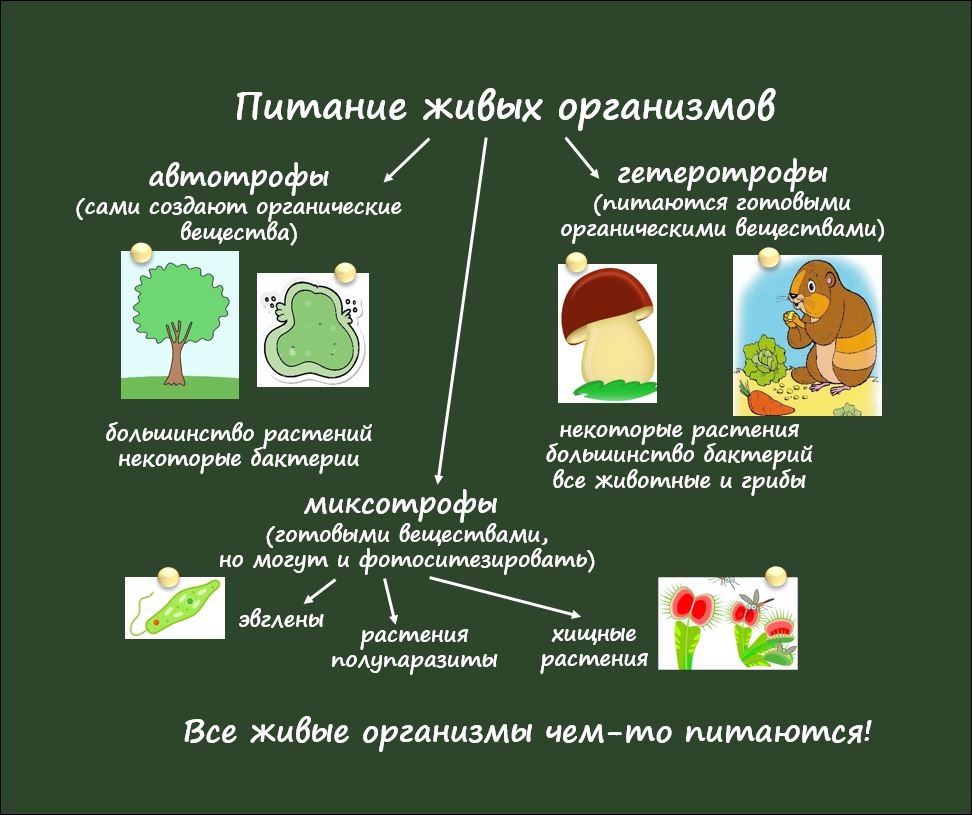 Питание живых организмов
автотрофы
(сами создают органические
вещества)
гетеротрофы
(питаются готовыми
органическими веществами)
большинство растений
некоторые бактерии
некоторые растения
большинство бактерий
все животные и грибы
миксотрофы
(готовыми веществами,
но могут и фотоситезировать)
эвглены
растения
полупаразиты
хищные
растения
Все живые организмы чем-то питаются!